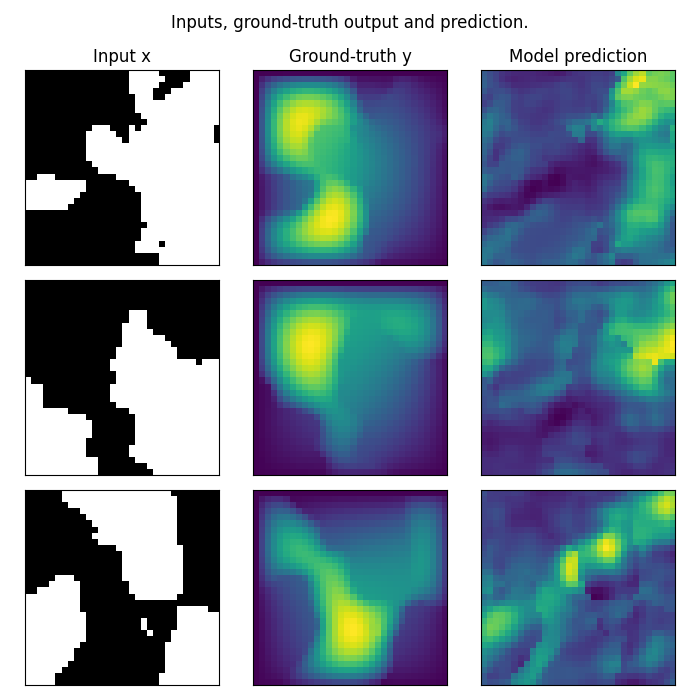 Inputs, ground-truth output and prediction.
Input x
Ground-truth y
Model prediction